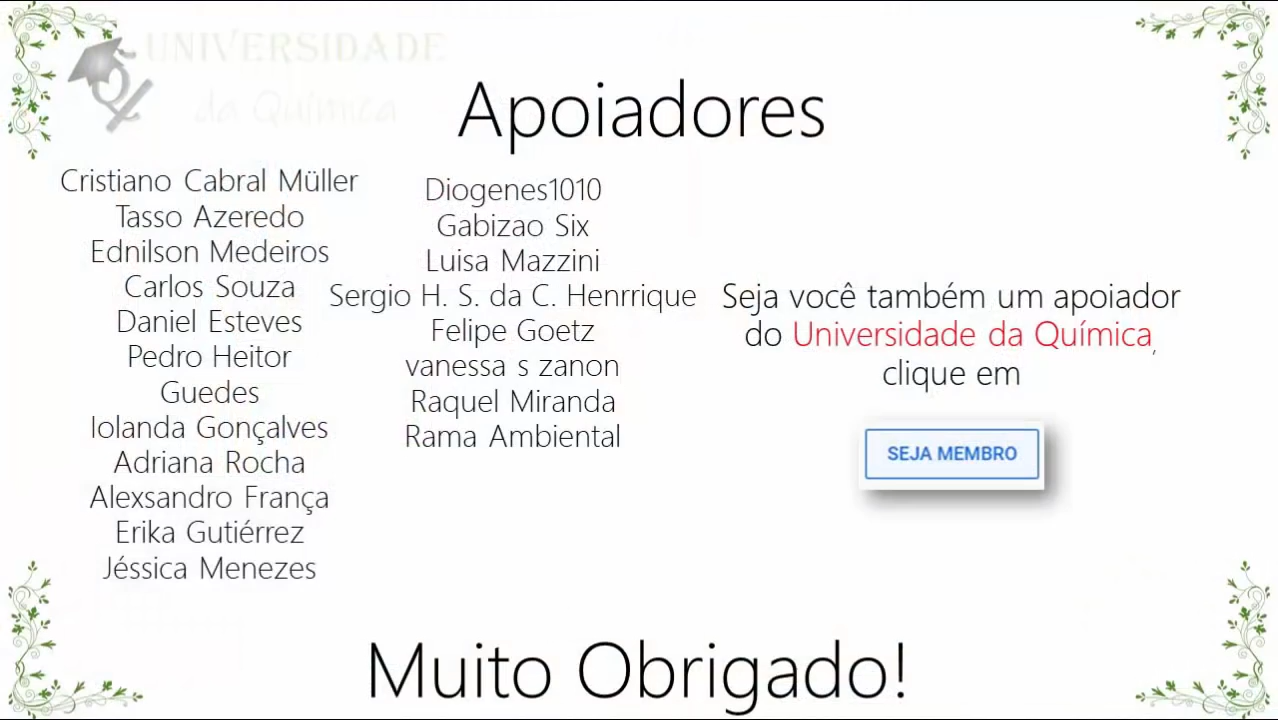 UNIVERSIDADE
da Química
Apoiadores
Cristiano Cabral Müller
Tasso Azeredo
Ednilson Medeiros
Carlos Souza
Daniel Esteves
Pedro Heitor
Guedes
Iolanda Gonçalves
Adriana Rocha
Alexsandro França
Erika Gutiérrez
Jéssica Menezes
Diogenes1010
Gabizao Six
Luisa Mazzini
Sergio H. S. da C. Henrrique
Felipe Goetz
vanessa s zanon
Raquel Miranda
Rama Ambiental
Seja você também um apoiador
do Universidade da Química,
clique em
SEJA MEMBRO
Muito Obrigado!